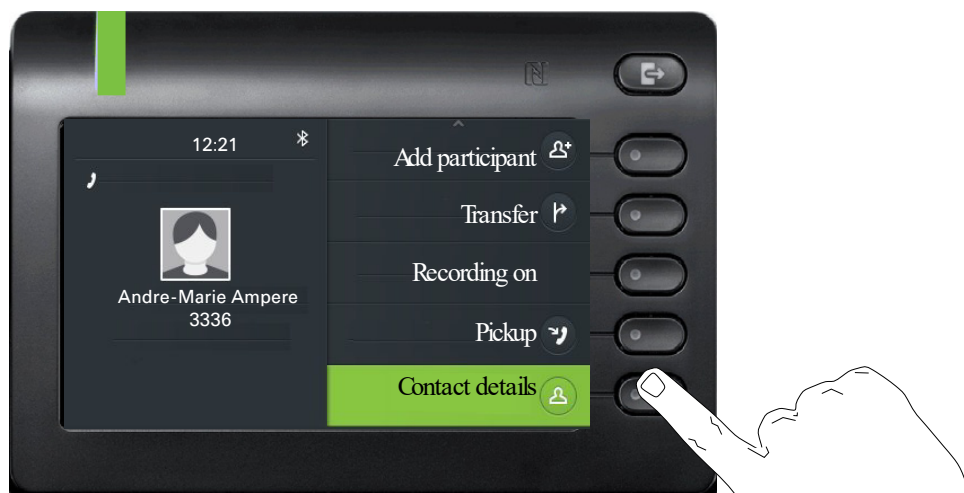 12:21
Andre-Marie Ampere
3336
Add participant
Transfer
Recording on
Pickup
Contact details